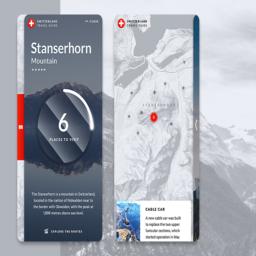 SWITZERLAND
TRAVEL GUIDE
Stanserhorn
Mountain
6
PLACES TO VISIT
The Stanserhorn is a mountain in Switzerland,
located in the canton of Nidwalden near to
the border with Obwalden, with the peak at
1,898 metres above sea level.
EXPLORE THE ROUTES
SWITZERLAND
TRAVEL GUIDE
STANSERHORN
CABLE CAR
A new cable car was built
to replace the two upper
funicular sections, which
started operation in May